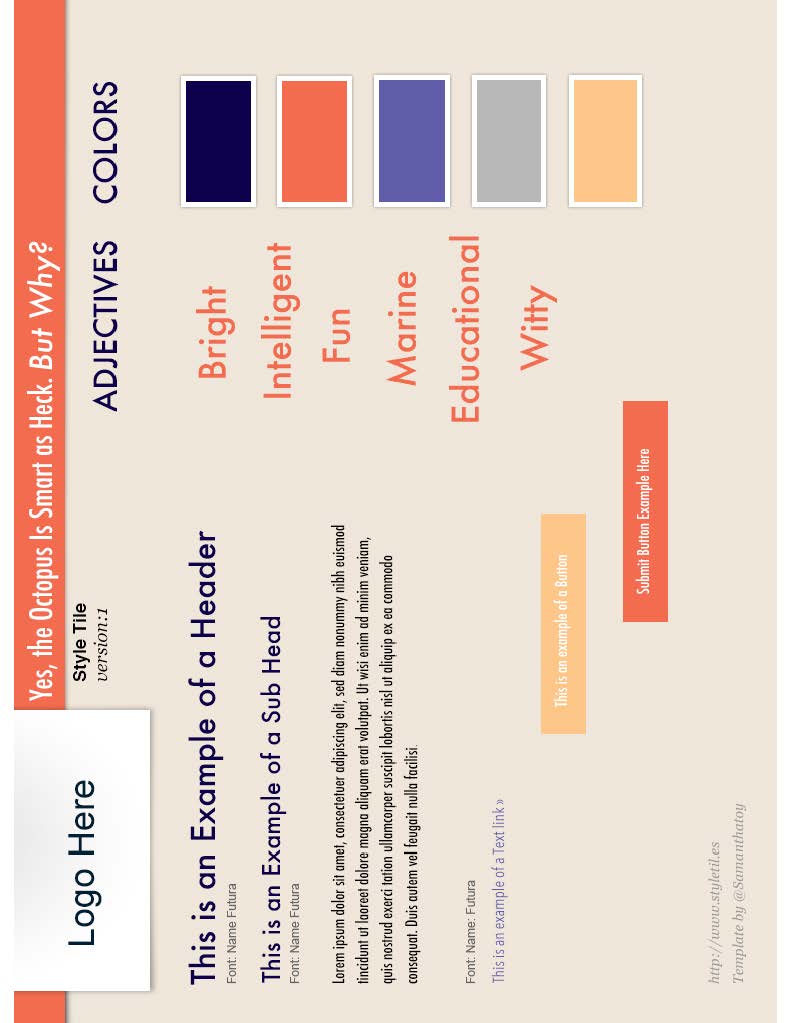 Logo Here
Yes, the Octopus Is Smart as Heck. But Why?
Style Tile
version:1
This is an Example of a Header
Font: Name Futura
This is an Example of a Sub Head
Font: Name Futura
Lorem ipsum dolor sit amet, consectetuer adipiscing elit, sed diam nonummy nibh euismod
tincidunt ut laoreet dolore magna aliquam erat volutpat. Ut wisi enim ad minim veniam,
quis nostrud exerci tation ullamcorper suscipit lobortis nisl ut aliquip ex ea commodo
consequat. Duis autem vel feugait nulla facilisi.
Font: Name: Futura
This is an example of a Text link »
This is an example of a Button
Submit Button Example Here
ADJECTIVES
Bright
Intelligent
Fun
Marine
Educational
Witty
COLORS
http://www.styletil.es
Template by @Samanthatoy